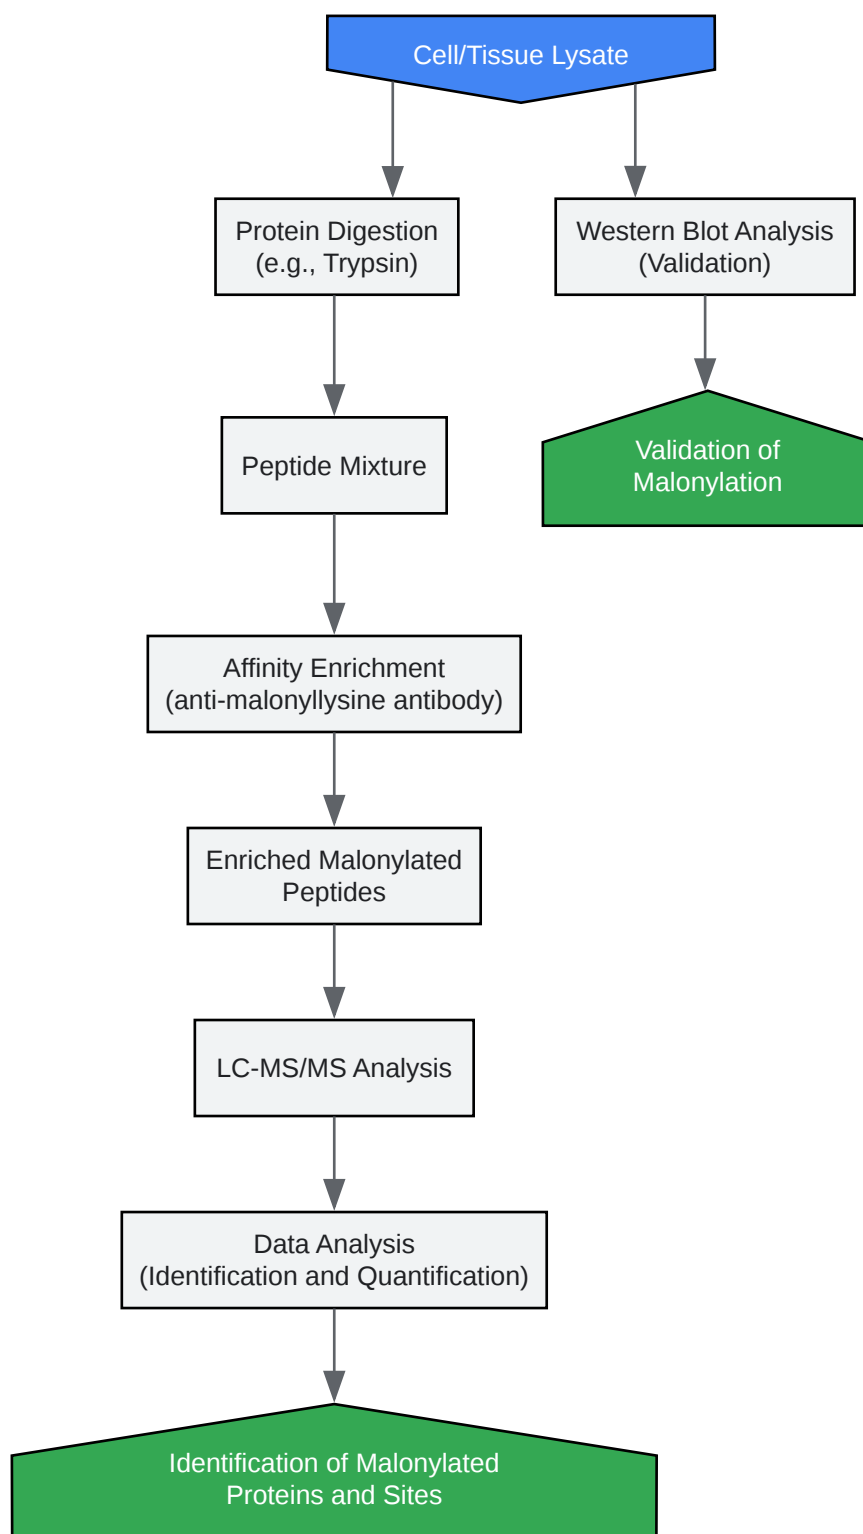 Cell/Tissue Lysate
Protein Digestion
(e.g., Trypsin)
Western Blot Analysis
(Validation)
Peptide Mixture
Validation of
Malonylation
Affinity Enrichment
(anti-malonyllysine antibody)
Enriched Malonylated
Peptides
LC-MS/MS Analysis
Data Analysis
(Identification and Quantification)
Identification of Malonylated
Proteins and Sites